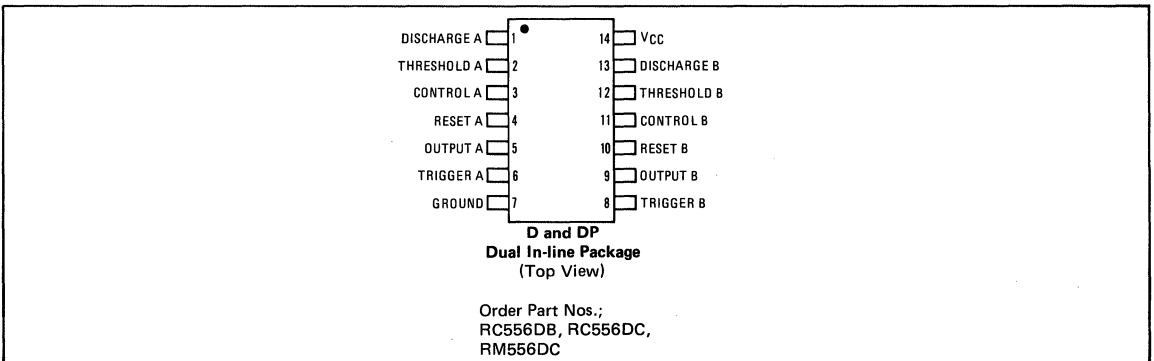 DISCHARGE A 1 14 VCC
THRESHOLD A 2 13 DISCHARGE B
CONTROL A 3 12 THRESHOLD B
RESET A 4 11 CONTROL B
OUTPUT A 5 10 RESET B
TRIGGER A 6 9 OUTPUT B
GROUND 7 8 TRIGGER B
D and DP
Dual In-line Package
(Top View)
Order Part Nos.;
RC556DB, RC556DC,
RM556DC